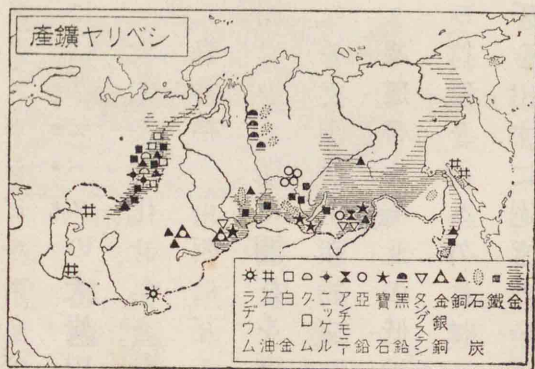 シベリヤ鑛產
金
鐵
石炭
銅
金銀銅
タングステン
黑鉛
寶石
亞鉛
アンチモニー
ニッケル
クローム
白金
石油
ラヂウム